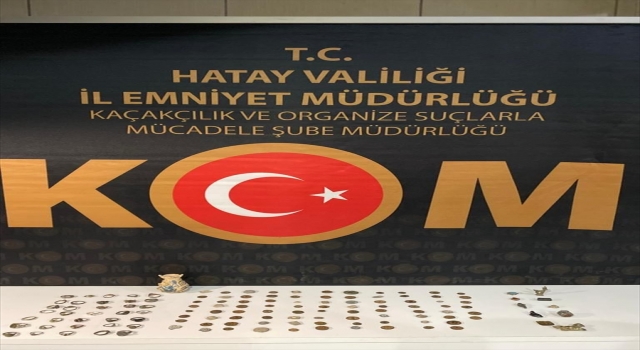 T.C.
HATAY VALİLİĞİ
İL EMNİYET MÜDÜRLÜĞÜ
KAÇAKÇILIK VE ORGANİZE SUÇLARLA
MÜCADELE ŞUBE MÜDÜRLÜĞÜ
KOM